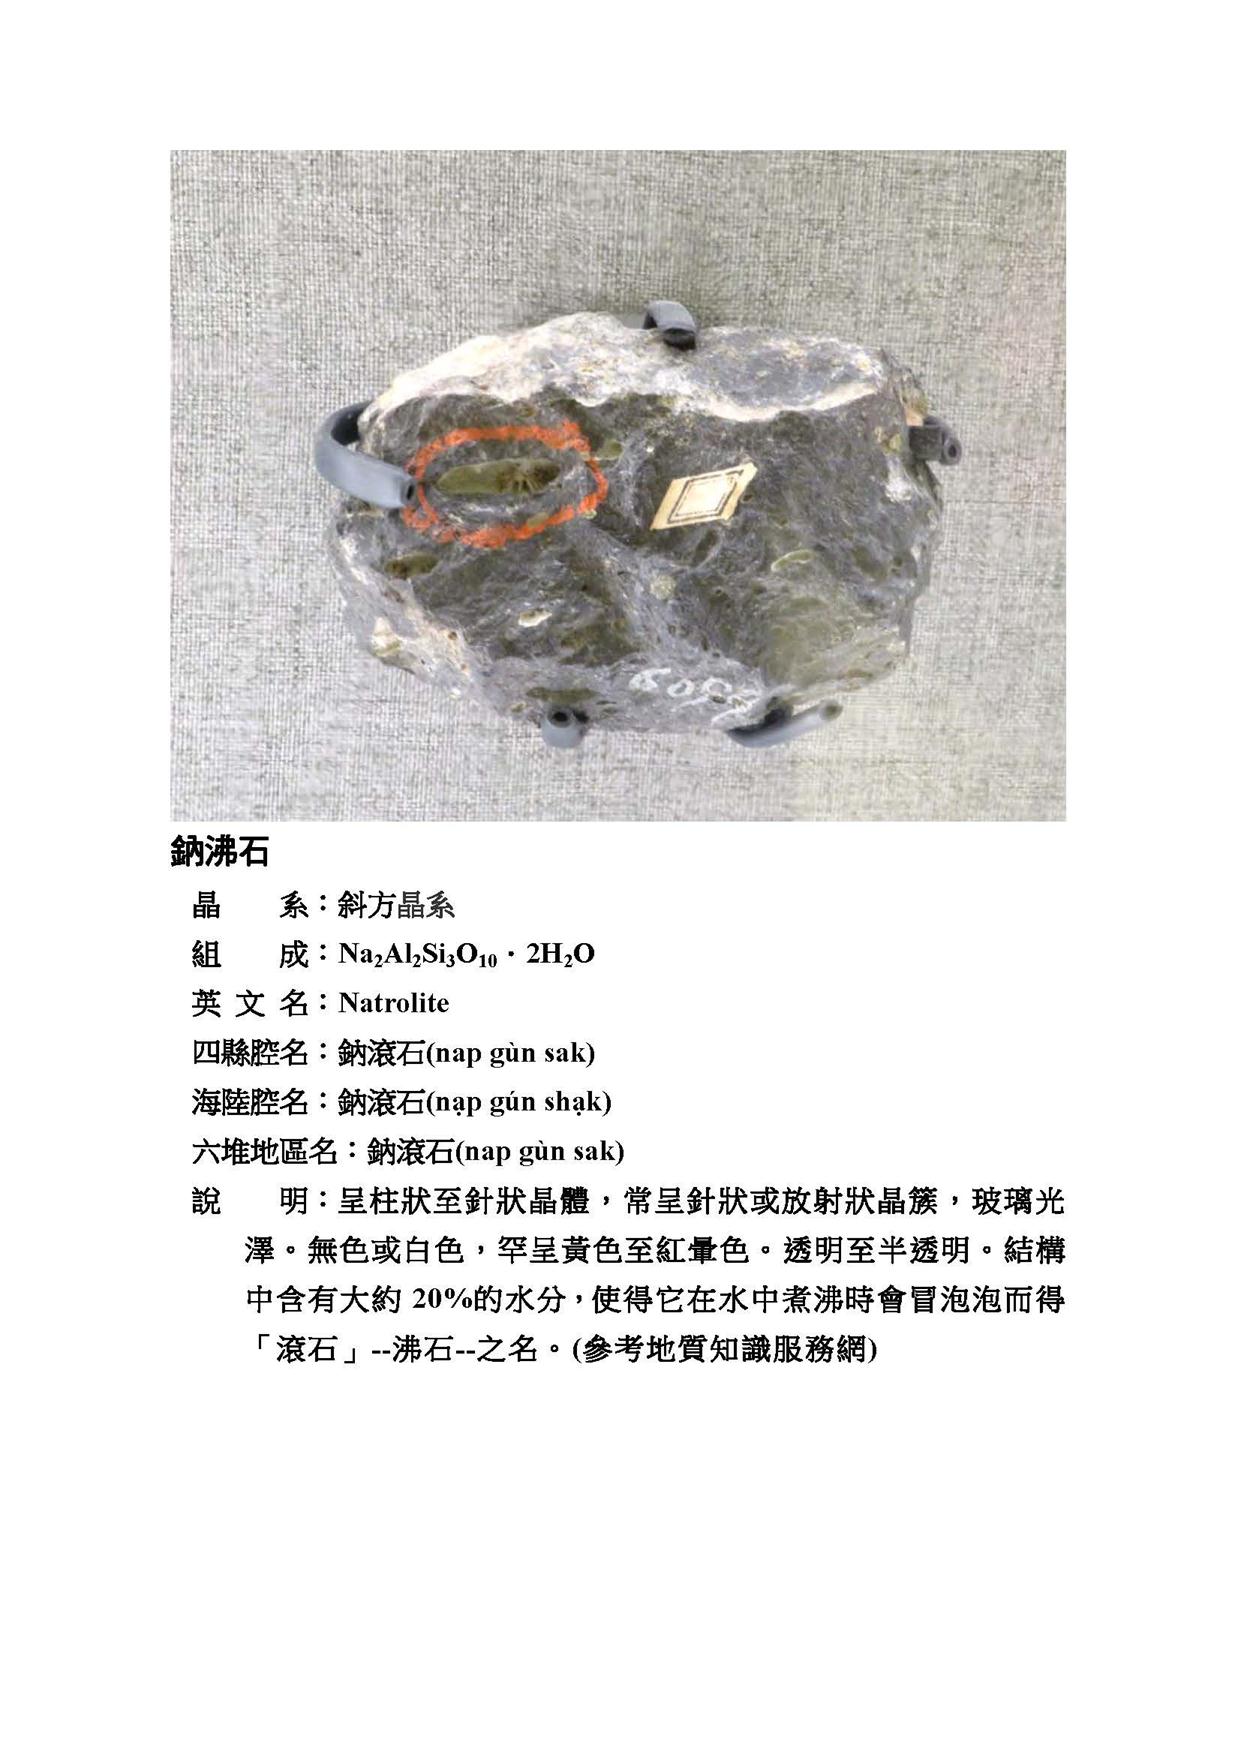 鈉沸石
晶　　系：斜方晶系
組　　成：Na₂Al₂Si₃O₁₀．2H₂O
英 文 名：Natrolite
四縣腔名：鈉滾石(nap gùn sak)
海陸腔名：鈉滾石(nạp gún shạk)
六堆地區名：鈉滾石(nap gùn sak)
說　　明：呈柱狀至針狀晶體，常呈針狀或放射狀晶簇，玻璃光
澤。無色或白色，罕呈黃色至紅暈色。透明至半透明。結構
中含有大約 20%的水分，使得它在水中煮沸時會冒泡泡而得
「滾石」--沸石--之名。(參考地質知識服務網)